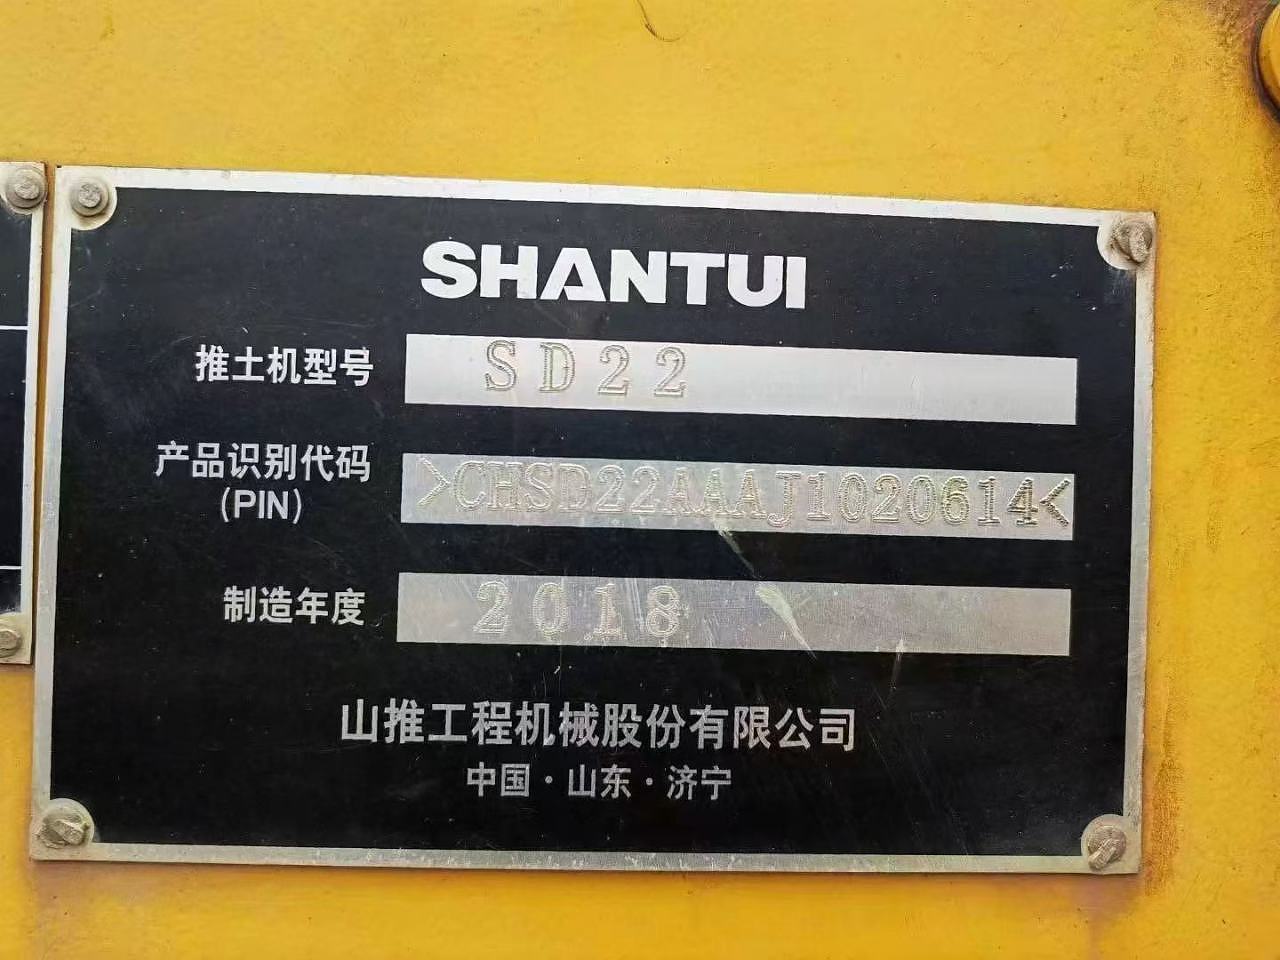 SHANTUI
推土机型号 SD22
产品识别代码 >CHSD22AAAJ1020614<
(PIN)
制造年度 2018
山推工程机械股份有限公司
中国·山东·济宁